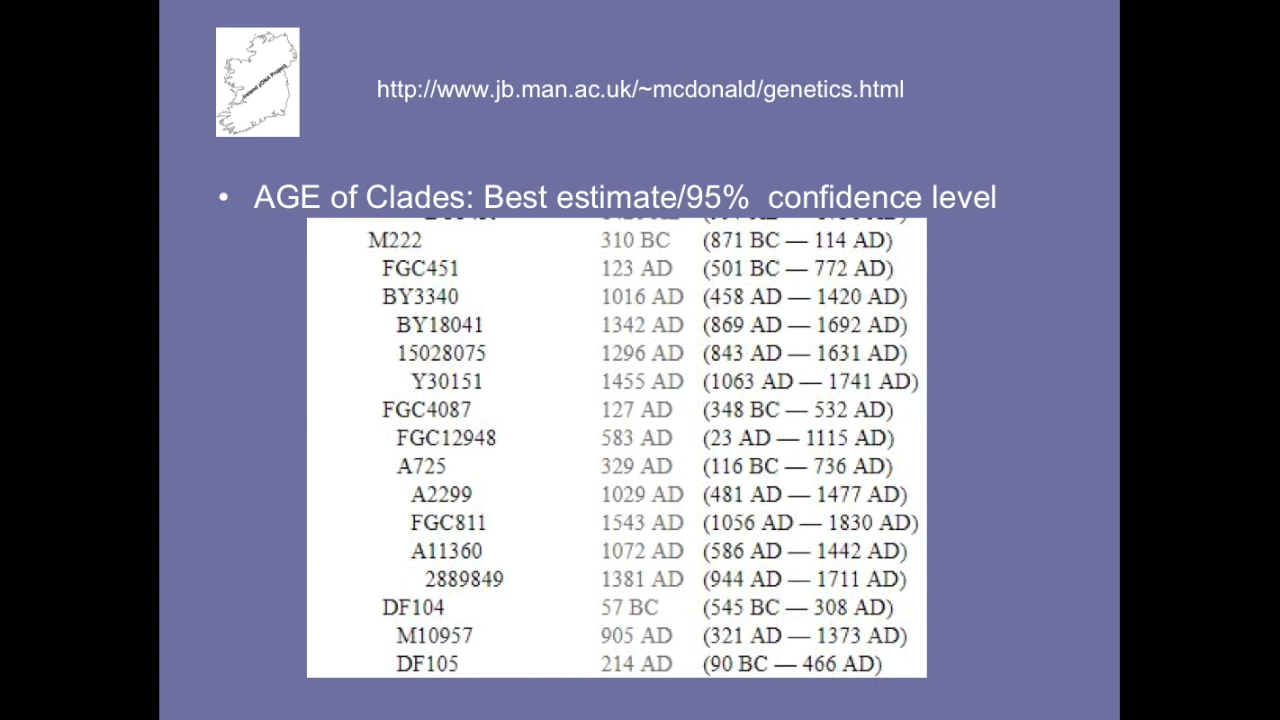 Ireland yDNA Project
http://www.jb.man.ac.uk/~mcdonald/genetics.html
• AGE of Clades: Best estimate/95% confidence level
M222 310 BC (871 BC — 114 AD)
FGC451 123 AD (501 BC — 772 AD)
BY3340 1016 AD (458 AD — 1420 AD)
BY18041 1342 AD (869 AD — 1692 AD)
15028075 1296 AD (843 AD — 1631 AD)
Y30151 1455 AD (1063 AD — 1741 AD)
FGC4087 127 AD (348 BC — 532 AD)
FGC12948 583 AD (23 AD — 1115 AD)
A725 329 AD (116 BC — 736 AD)
A2299 1029 AD (481 AD — 1477 AD)
FGC811 1543 AD (1056 AD — 1830 AD)
A11360 1072 AD (586 AD — 1442 AD)
2889849 1381 AD (944 AD — 1711 AD)
DF104 57 BC (545 BC — 308 AD)
M10957 905 AD (321 AD — 1373 AD)
DF105 214 AD (90 BC — 466 AD)